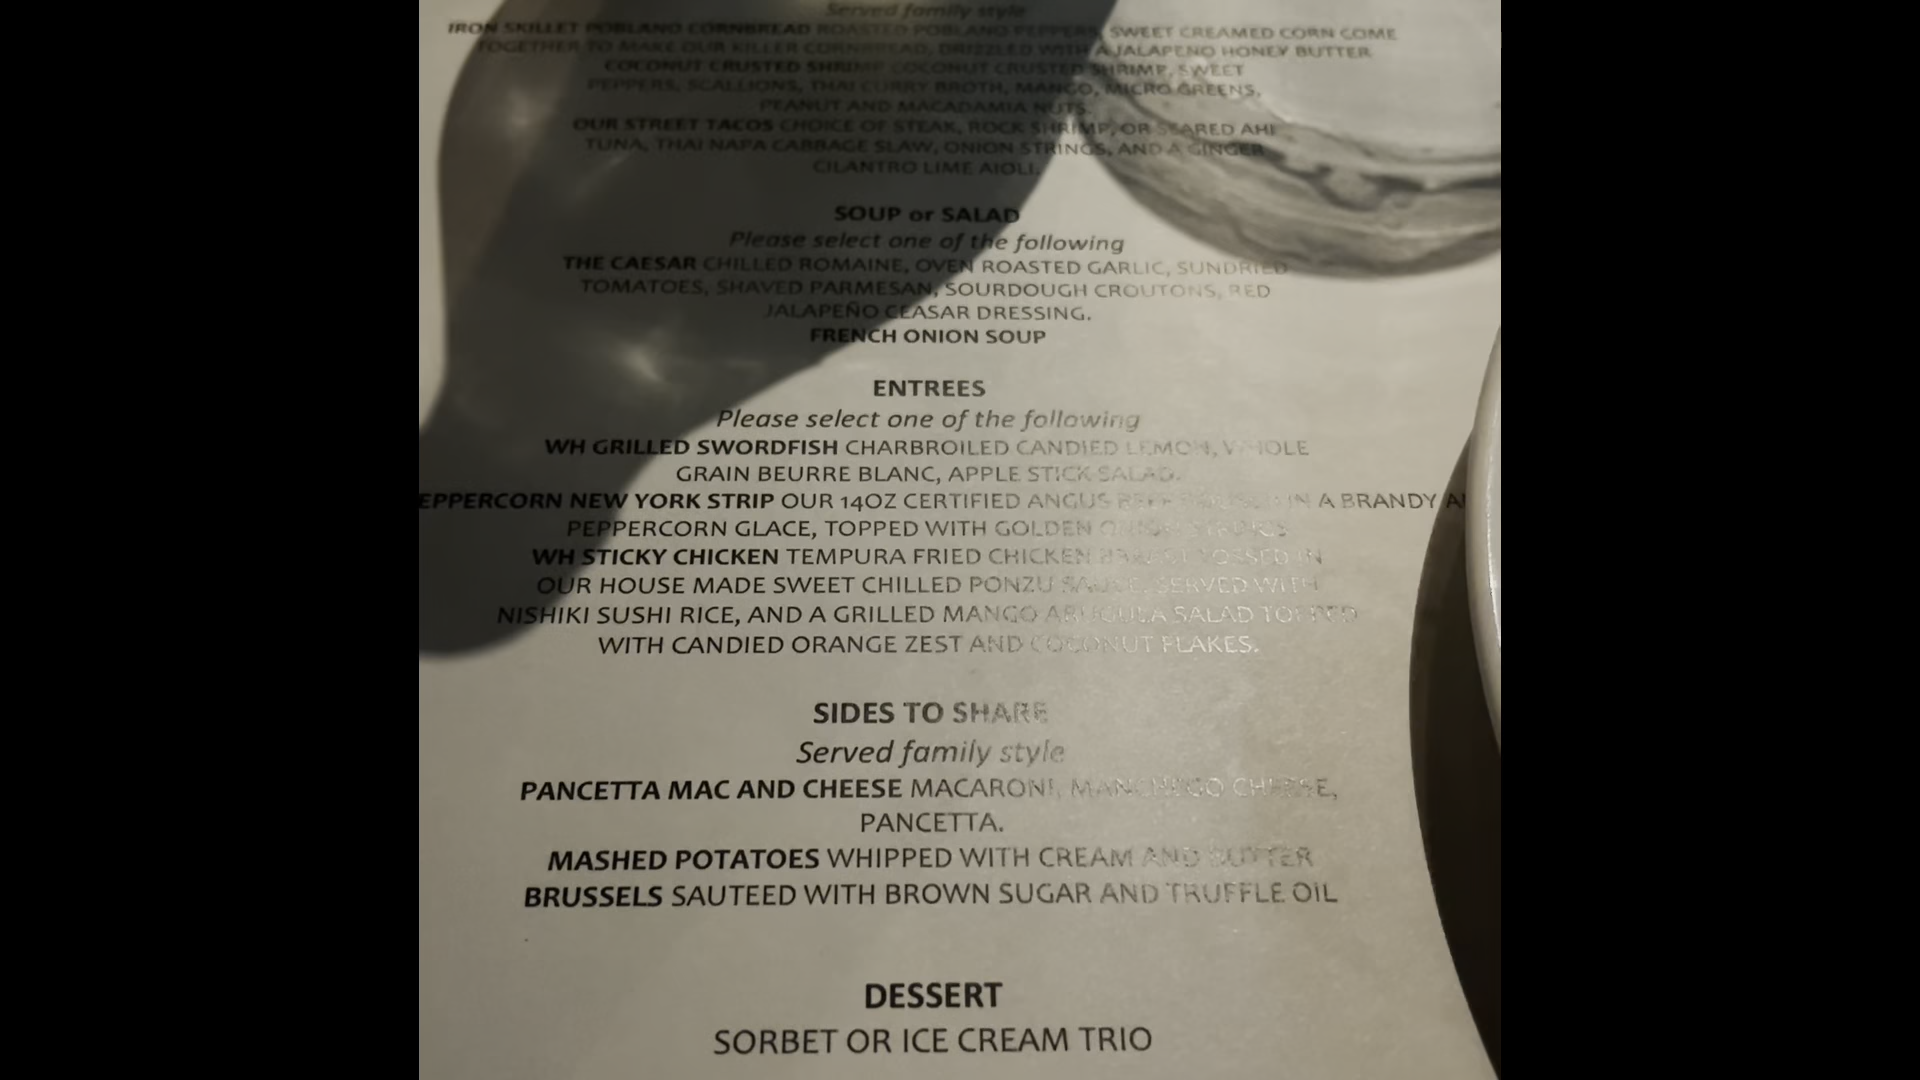 Served family style
IRON SKILLET POBLANO CORNBREAD ROASTED POBLANO PEPPERS, SWEET CREAMED CORN COME
TOGETHER TO MAKE OUR KILLER CORNBREAD, DRIZZLED WITH A JALAPENO HONEY BUTTER
COCONUT CRUSTED SHRIMP COCONUT CRUSTED SHRIMP, SWEET
PEPPERS, SCALLIONS, THAI CURRY BROTH, MANGO, MICRO GREENS,
PEANUT AND MACADAMIA NUTS.
OUR STREET TACOS CHOICE OF STEAK, ROCK SHRIMP, OR SEARED AHI
TUNA, THAI NAPA CABBAGE SLAW, ONION STRINGS, AND A GINGER
CILANTRO LIME AIOLI.
SOUP or SALAD
Please select one of the following
THE CAESAR CHILLED ROMAINE, OVEN ROASTED GARLIC, SUNDRIED
TOMATOES, SHAVED PARMESAN, SOURDOUGH CROUTONS, RED
JALAPEÑO CEASAR DRESSING.
FRENCH ONION SOUP
ENTREES
Please select one of the following
WH GRILLED SWORDFISH CHARBROILED CANDIED LEMON, WHOLE
GRAIN BEURRE BLANC, APPLE STICK SALAD.
EPPERCORN NEW YORK STRIP OUR 14OZ CERTIFIED ANGUS BEEF IN A BRANDY
PEPPERCORN GLACE, TOPPED WITH GOLDEN
WH STICKY CHICKEN TEMPURA FRIED CHICKEN BREAST TOSSED IN
OUR HOUSE MADE SWEET CHILLED PONZU SAUCE, SERVED WITH
NISHIKI SUSHI RICE, AND A GRILLED MANGO ARUGULA SALAD TOPPED
WITH CANDIED ORANGE ZEST AND COCONUT FLAKES.
SIDES TO SHARE
Served family style
PANCETTA MAC AND CHEESE MACARONI, MANCHEGO CHEESE,
PANCETTA.
MASHED POTATOES WHIPPED WITH CREAM AND BUTTER
BRUSSELS SAUTEED WITH BROWN SUGAR AND TRUFFLE OIL
DESSERT
SORBET OR ICE CREAM TRIO